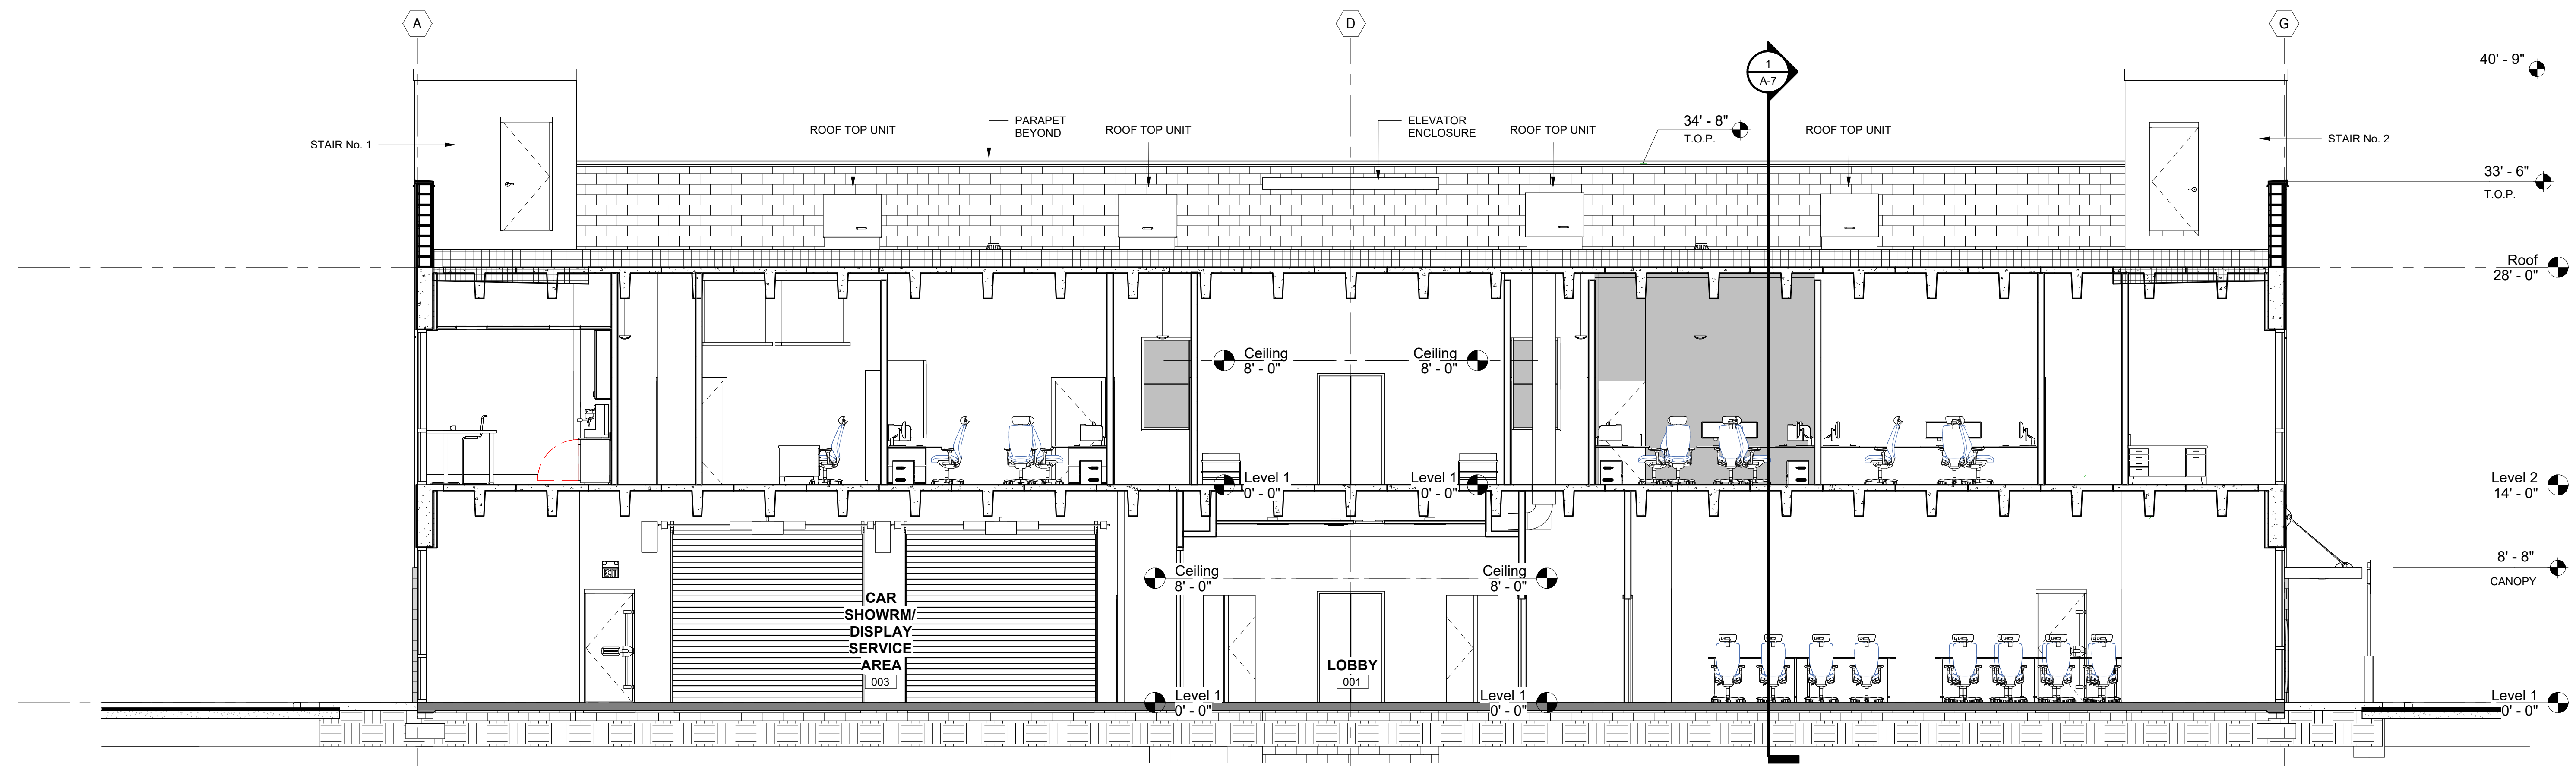 A
D
G
40' - 9"
1
A-7
STAIR No. 1
ROOF TOP UNIT
PARAPET
BEYOND
ROOF TOP UNIT
ELEVATOR
ENCLOSURE
ROOF TOP UNIT
34' - 8"
T.O.P.
ROOF TOP UNIT
STAIR No. 2
33' - 6"
T.O.P.
Roof
28' - 0"
Ceiling
8' - 0"
Ceiling
8' - 0"
Level 1
0' - 0"
Level 1
0' - 0"
Level 2
14' - 0"
EXIT
Ceiling
8' - 0"
Ceiling
8' - 0"
8' - 8"
CANOPY
CAR
SHOWRM/
DISPLAY
SERVICE
AREA
003
LOBBY
001
Level 1
0' - 0"
Level 1
0' - 0"
Level 1
0' - 0"